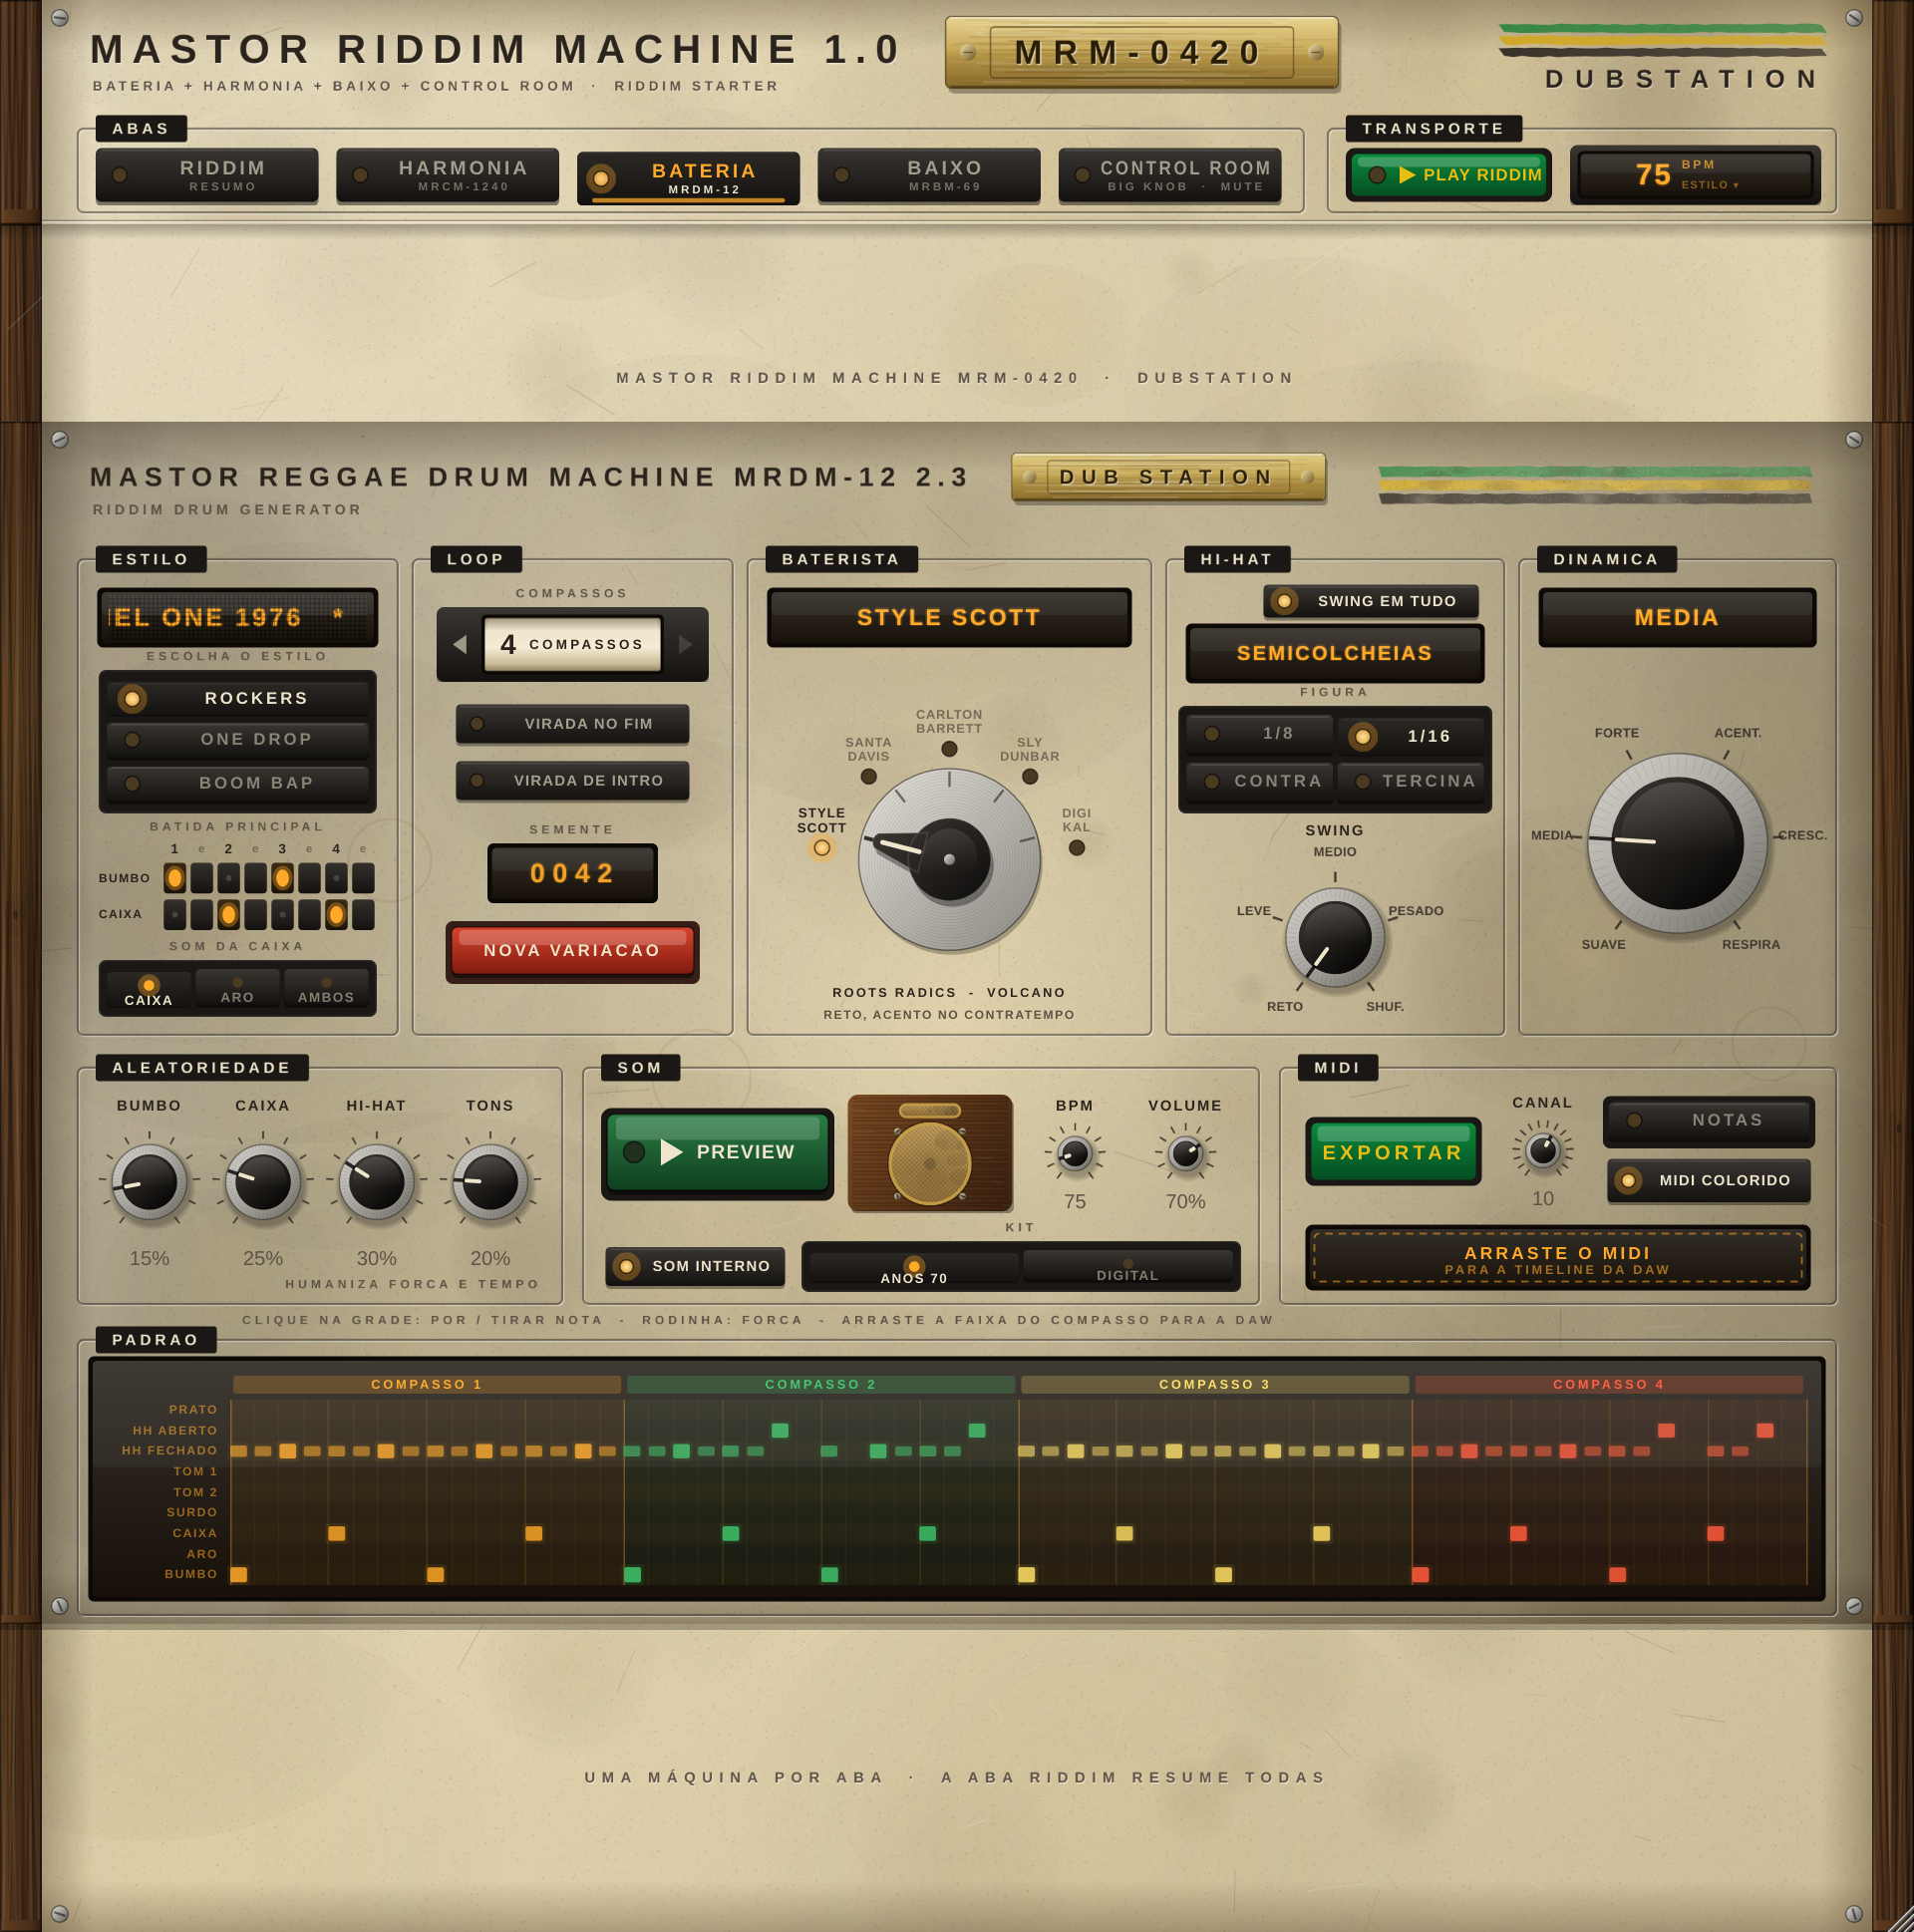 MASTOR RIDDIM MACHINE 1.0
MRM-0420
DUBSTATION
BATERIA + HARMONIA + BAIXO + CONTROL ROOM · RIDDIM STARTER
ABAS
TRANSPORTE
RIDDIM
RESUMO
HARMONIA
MRCM-1240
BATERIA
MRDM-12
BAIXO
MRBM-69
CONTROL ROOM
BIG KNOB · MUTE
PLAY RIDDIM
75 BPM
ESTILO ▾
MASTOR RIDDIM MACHINE MRM-0420 · DUBSTATION
MASTOR REGGAE DRUM MACHINE MRDM-12 2.3
DUB STATION
RIDDIM DRUM GENERATOR
ESTILO
EL ONE 1976 *
ESCOLHA O ESTILO
ROCKERS
ONE DROP
BOOM BAP
BATIDA PRINCIPAL
1 e 2 e 3 e 4 e
BUMBO
CAIXA
SOM DA CAIXA
CAIXA
ARO
AMBOS
LOOP
COMPASSOS
4 COMPASSOS
VIRADA NO FIM
VIRADA DE INTRO
SEMENTE
0042
NOVA VARIACAO
BATERISTA
STYLE SCOTT
CARLTON
BARRETT
SANTA
DAVIS
SLY
DUNBAR
STYLE
SCOTT
DIGI
KAL
ROOTS RADICS - VOLCANO
RETO, ACENTO NO CONTRATEMPO
HI-HAT
SWING EM TUDO
SEMICOLCHEIAS
FIGURA
1/8
1/16
CONTRA
TERCINA
SWING
MEDIO
LEVE
PESADO
RETO
SHUF.
DINAMICA
MEDIA
FORTE
ACENT.
MEDIA
CRESC.
SUAVE
RESPIRA
ALEATORIEDADE
BUMBO
CAIXA
HI-HAT
TONS
15%
25%
30%
20%
HUMANIZA FORCA E TEMPO
SOM
PREVIEW
BPM
VOLUME
75
70%
KIT
SOM INTERNO
ANOS 70
DIGITAL
MIDI
EXPORTAR
CANAL
10
NOTAS
MIDI COLORIDO
ARRASTE O MIDI
PARA A TIMELINE DA DAW
CLIQUE NA GRADE: POR / TIRAR NOTA - RODINHA: FORCA - ARRASTE A FAIXA DO COMPASSO PARA A DAW
PADRAO
COMPASSO 1
COMPASSO 2
COMPASSO 3
COMPASSO 4
PRATO
HH ABERTO
HH FECHADO
TOM 1
TOM 2
SURDO
CAIXA
ARO
BUMBO
UMA MÁQUINA POR ABA · A ABA RIDDIM RESUME TODAS